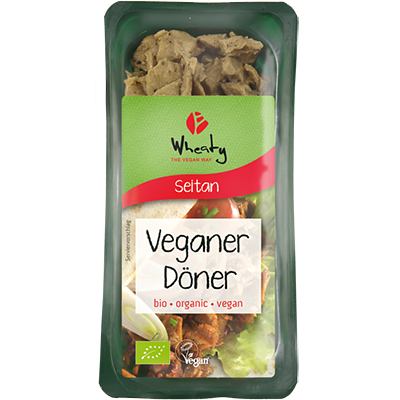 Wheaty
THE VEGAN WAY
Seitan
Serviervorschlag
Veganer
Döner
bio • organic • vegan
Vegan